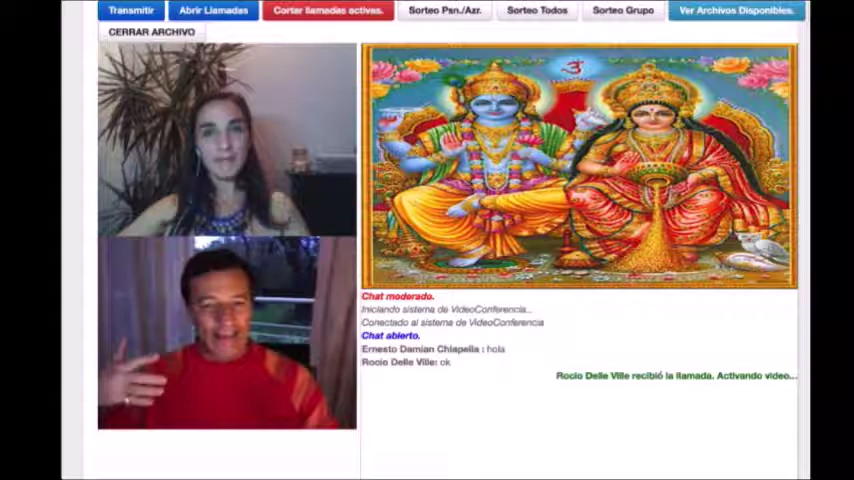 Transmitir Abrir Llamadas Cortar llamadas activas. Sorteo Psn./Azr. Sorteo Todos Sorteo Grupo Ver Archivos Disponibles.
CERRAR ARCHIVO
ॐ
Chat moderado.
Iniciando sistema de VideoConferencia...
Conectado al sistema de VideoConferencia
Chat abierto.
Ernesto Damian Chiapella : hola
Rocio Delle Ville: ok
Rocio Delle Ville recibió la llamada. Activando video...